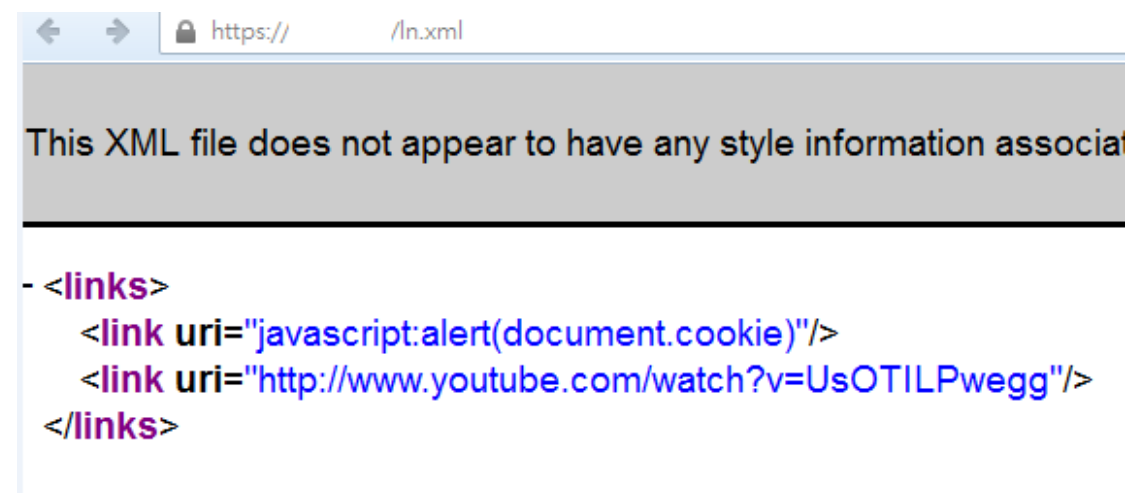 https:// /ln.xml
This XML file does not appear to have any style information associat
- <links>
<link uri="javascript:alert(document.cookie)"/>
<link uri="http://www.youtube.com/watch?v=UsOTILPwegg"/>
</links>